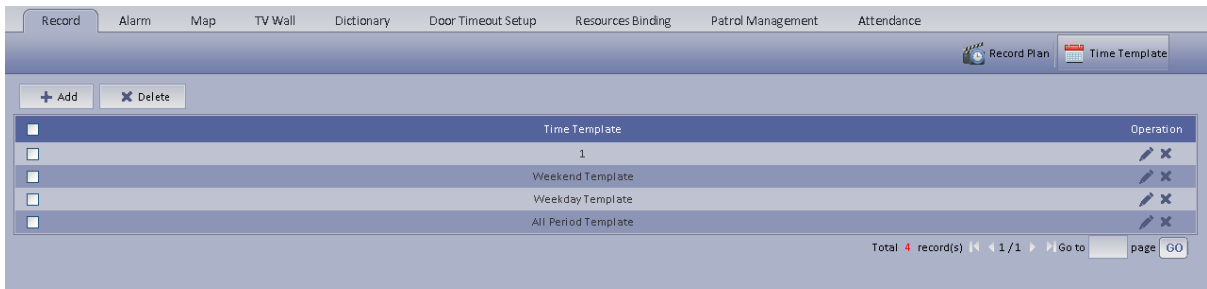 Record Alarm Map TV Wall Dictionary Door Timeout Setup Resources Binding Patrol Management Attendance
Record Plan Time Template
Add Delete
Time Template Operation
1
Weekend Template
Weekday Template
All Period Template
Total 4 record(s) 1/1 Go to page GO